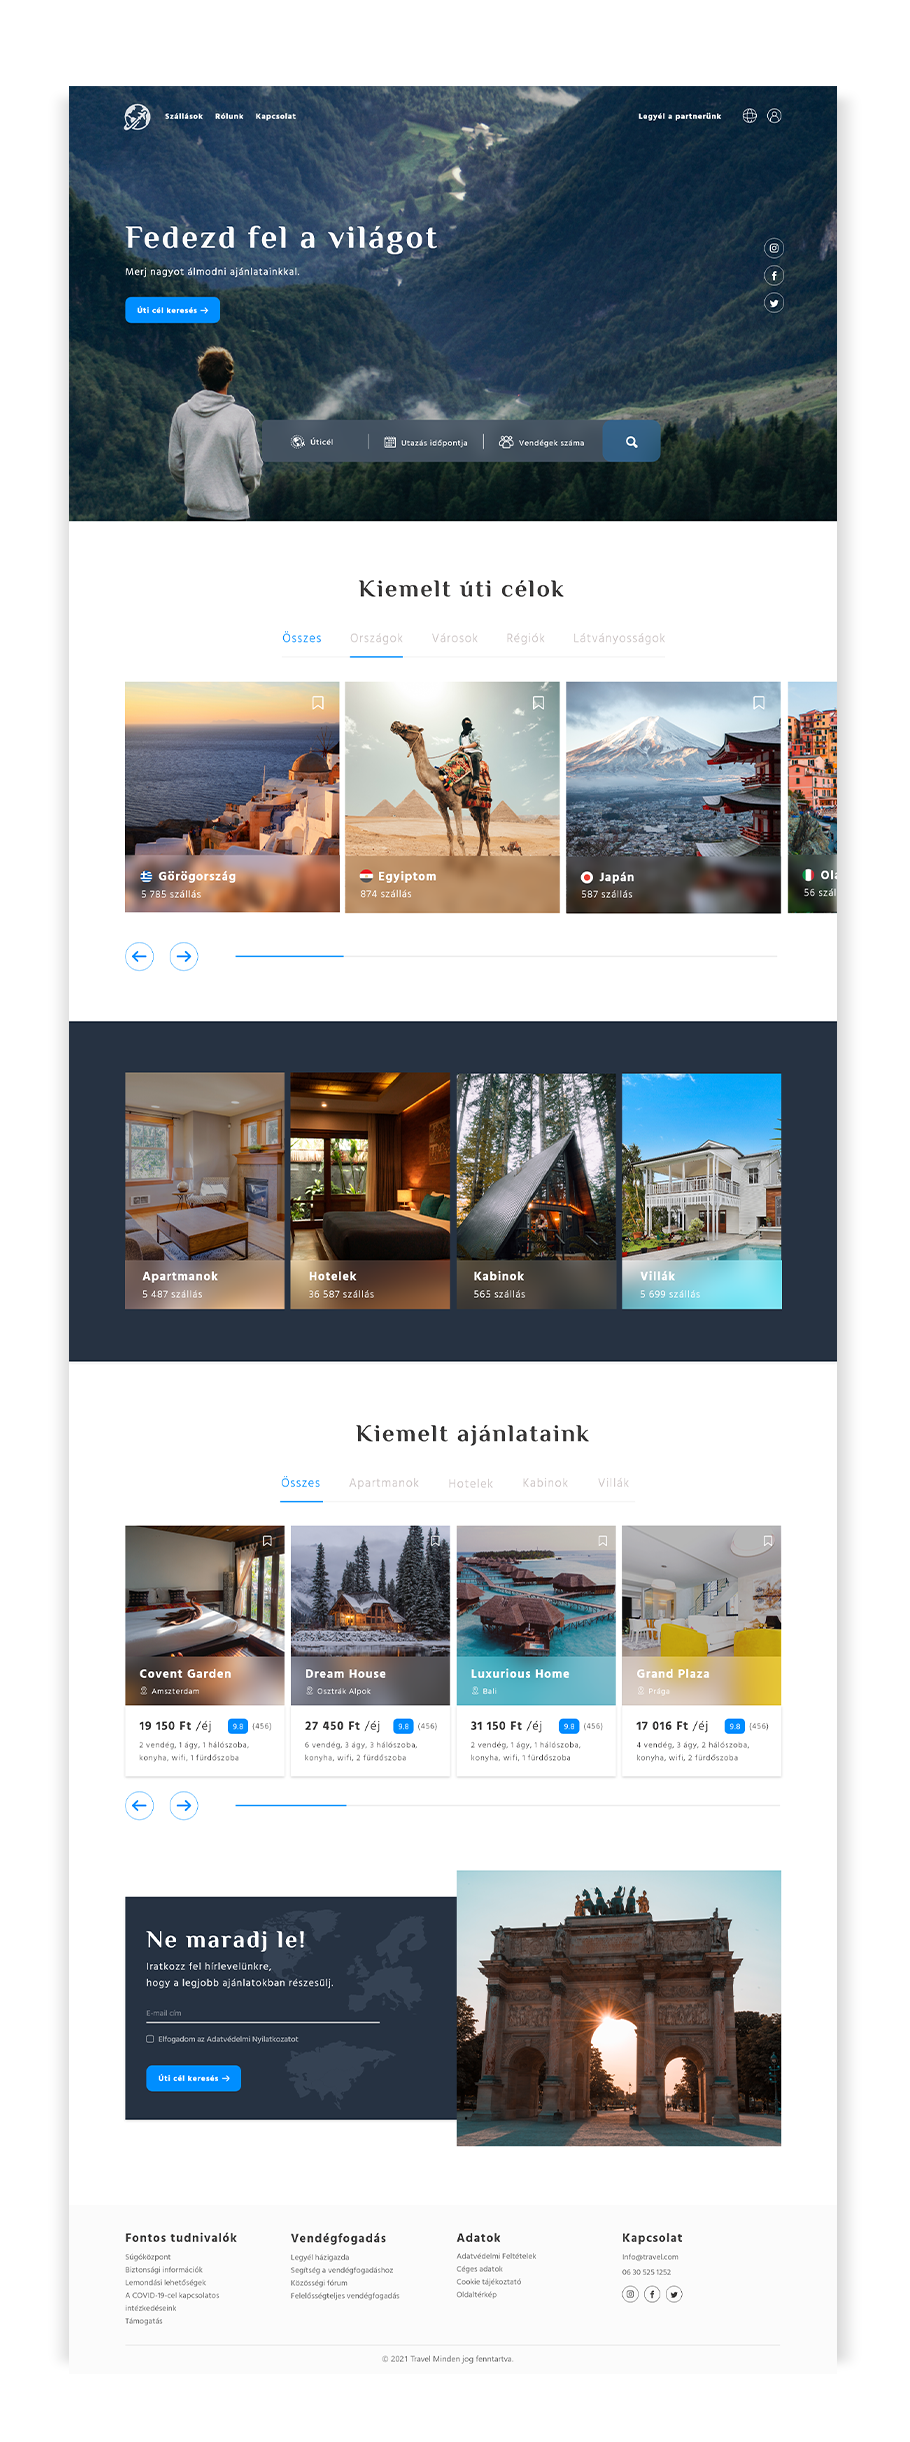 Szállások Rólunk Kapcsolat Legyél a partnerünk
Fedezd fel a világot
Merj nagyot álmodni ajánlatainkkal.
Úti cél keresés →
Úticél Utazás időpontja Vendégek száma
Kiemelt úti célok
Összes Országok Városok Régiók Látványosságok
Görögország
5 785 szállás
Egyiptom
874 szállás
Japán
587 szállás
Ola
56 szál
Apartmanok
5 487 szállás
Hotelek
36 587 szállás
Kabinok
565 szállás
Villák
5 699 szállás
Kiemelt ajánlataink
Összes Apartmanok Hotelek Kabinok Villák
Covent Garden
Amszterdam
19 150 Ft /éj 9.8 (456)
2 vendég, 1 ágy, 1 hálószoba,
konyha, wifi, 1 fürdőszoba
Dream House
Osztrák Alpok
27 450 Ft /éj 9.8 (456)
6 vendég, 3 ágy, 3 hálószoba,
konyha, wifi, 2 fürdőszoba
Luxurious Home
Bali
31 150 Ft /éj 9.8 (456)
2 vendég, 1 ágy, 1 hálószoba,
konyha, wifi, 1 fürdőszoba
Grand Plaza
Prága
17 016 Ft /éj 9.8 (456)
4 vendég, 3 ágy, 2 hálószoba,
konyha, wifi, 2 fürdőszoba
Ne maradj le!
Iratkozz fel hírlevelünkre,
hogy a legjobb ajánlatokban részesülj.
E-mail cím
Elfogadom az Adatvédelmi Nyilatkozatot
Úti cél keresés →
Fontos tudnivalók
Súgóközpont
Biztonsági információk
Lemondási lehetőségek
A COVID-19-cel kapcsolatos
intézkedéseink
Támogatás
Vendégfogadás
Legyél házigazda
Segítség a vendégfogadáshoz
Közösségi fórum
Felelősségteljes vendégfogadás
Adatok
Adatvédelmi Feltételek
Céges adatok
Cookie tájékoztató
Oldaltérkép
Kapcsolat
Info@travel.com
06 30 525 1252
© 2021 Travel Minden jog fenntartva.